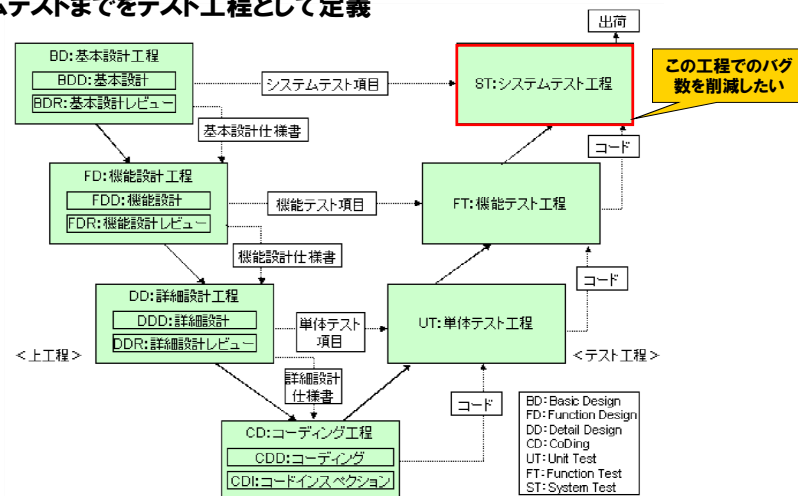 ムテストまでをテスト工程として定義
出荷
BD:基本設計工程
BDD:基本設計
BDR:基本設計レビュー
システムテスト項目
ST:システムテスト工程
この工程でのバグ
数を削減したい
基本設計仕様書
コード
FD:機能設計工程
FDD:機能設計
FDR:機能設計レビュー
機能テスト項目
FT:機能テスト工程
機能設計仕様書
コード
DD:詳細設計工程
DDD:詳細設計
DDR:詳細設計レビュー
単体テスト
項目
UT:単体テスト工程
<上工程>
<テスト工程>
詳細設計
仕様書
コード
CD:コーディング工程
CDD:コーディング
CDI:コードインスペクション
BD:Basic Design
FD:Function Design
DD:Detail Design
CD:CoDing
UT:Unit Test
FT:Function Test
ST:System Test